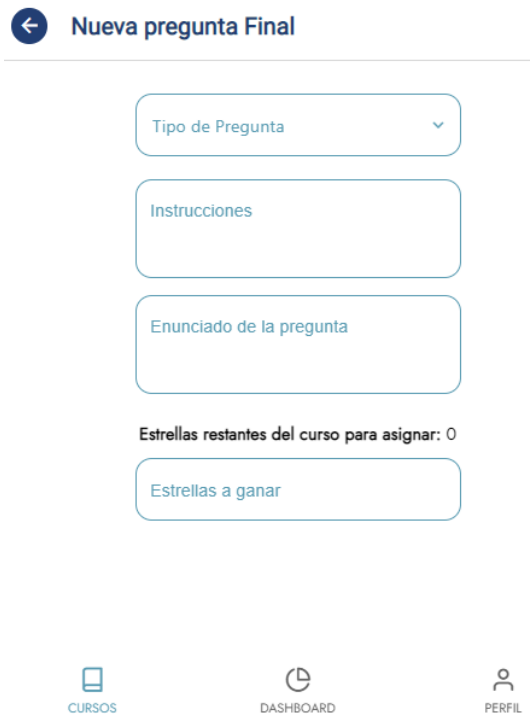 Nueva pregunta Final
Tipo de Pregunta
Instrucciones
Enunciado de la pregunta
Estrellas restantes del curso para asignar: 0
Estrellas a ganar
CURSOS DASHBOARD PERFIL